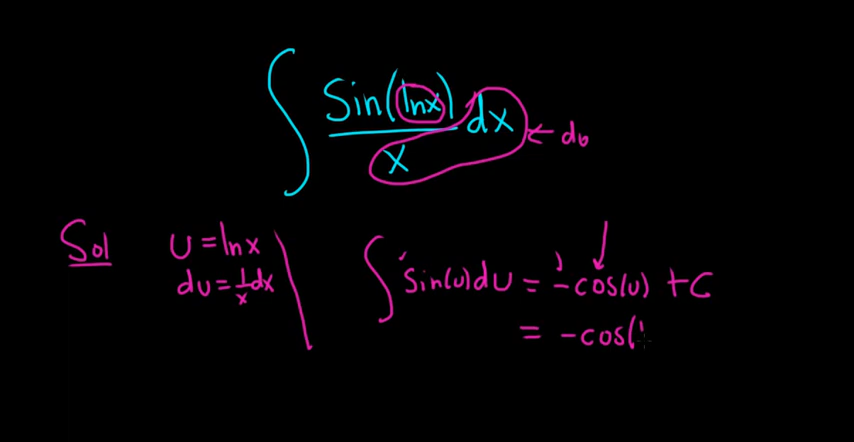 ∫ Sin(lnx)/x dx ← du
Sol U = lnx
du = 1/x dx
∫ Sin(u)du = -cos(u) + C
= -cos(